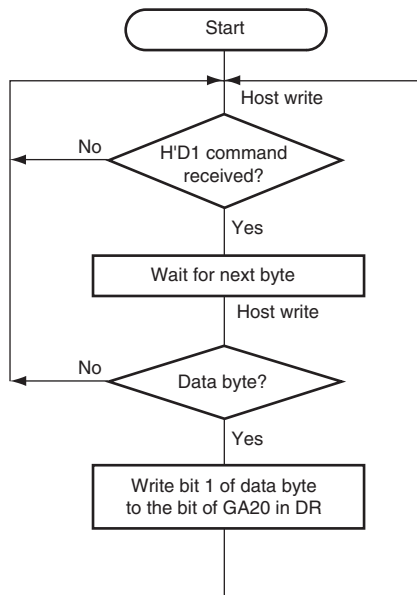 Start
Host write
No
H'D1 command
received?
Yes
Wait for next byte
Host write
No
Data byte?
Yes
Write bit 1 of data byte
to the bit of GA20 in DR